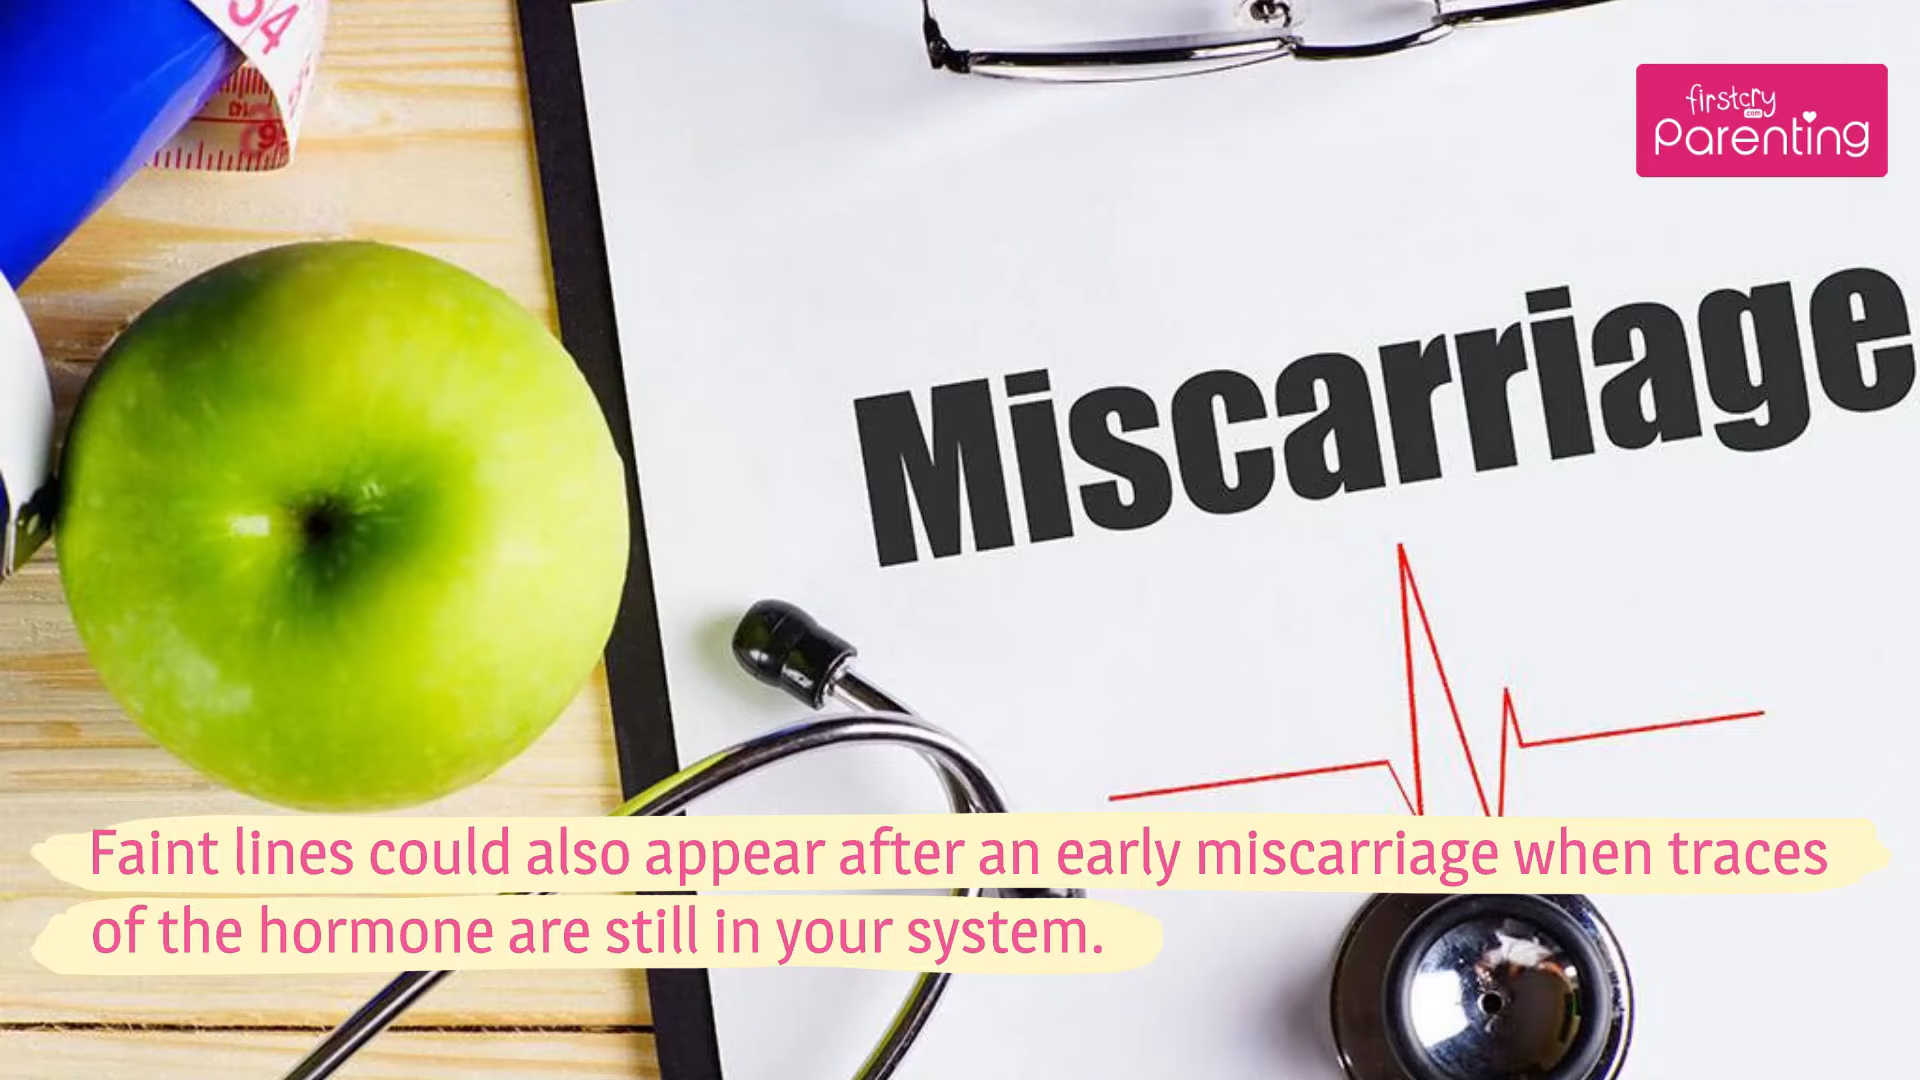 firstcry
.com
Parenting
Miscarriage
Faint lines could also appear after an early miscarriage when traces
of the hormone are still in your system.